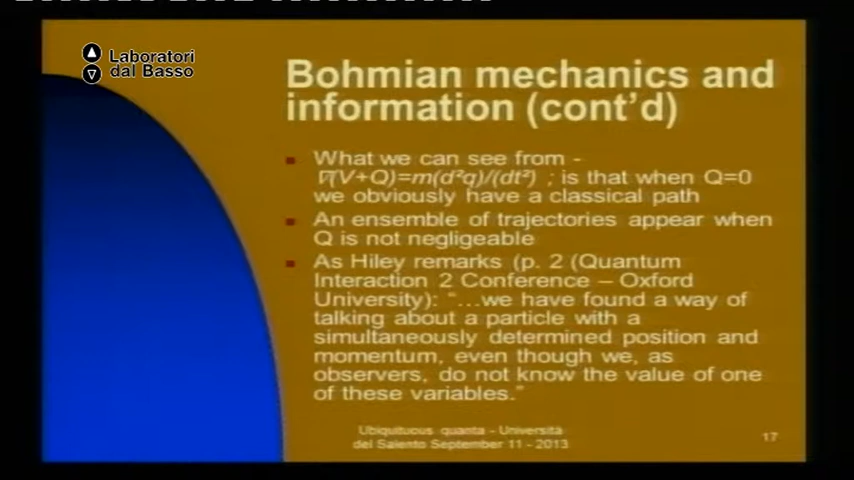 Laboratori
dal Basso
Bohmian mechanics and
information (cont'd)
What we can see from -
∇(V+Q)=m(d²q)/(dt²) ; is that when Q=0
we obviously have a classical path
An ensemble of trajectories appear when
Q is not negligeable
As Hiley remarks (p. 2 (Quantum
Interaction 2 Conference – Oxford
University): "…we have found a way of
talking about a particle with a
simultaneously determined position and
momentum, even though we, as
observers, do not know the value of one
of these variables."
Ubiquituous quanta - Università
del Salento September 11 - 2013
17